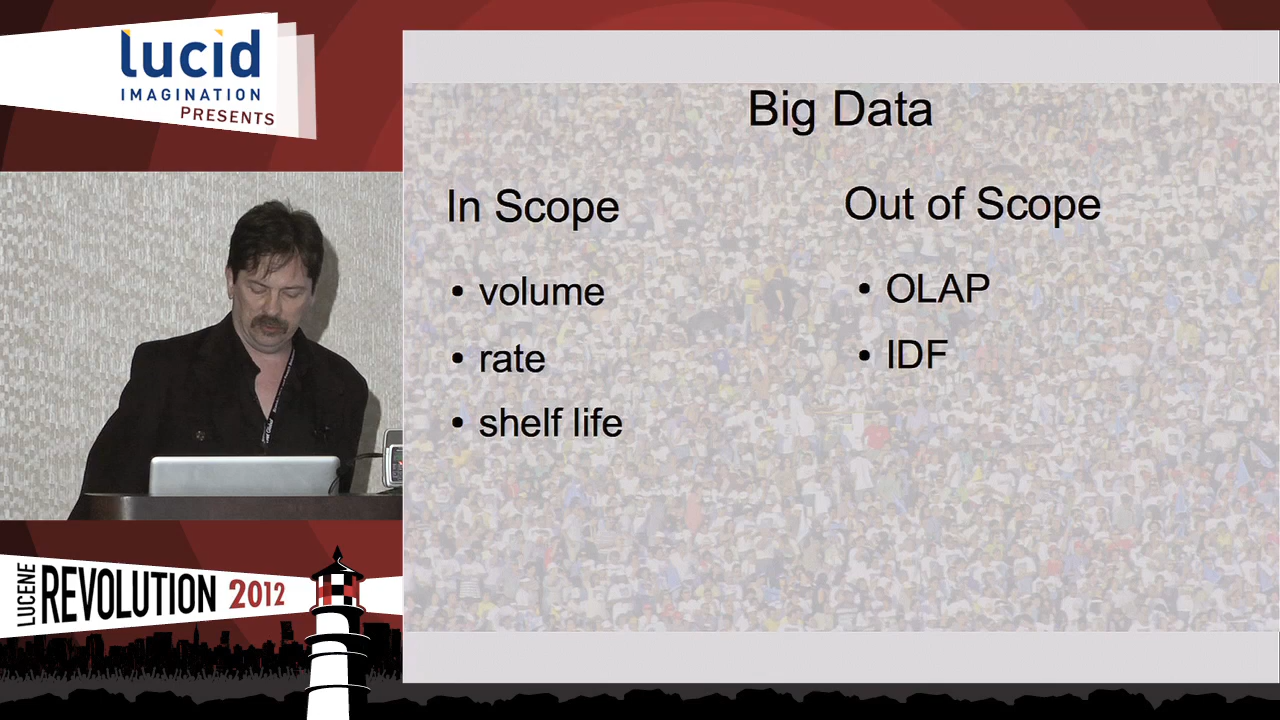 lucid
IMAGINATION
PRESENTS
Big Data
In Scope
• volume
• rate
• shelf life
Out of Scope
• OLAP
• IDF
LUCENE
REVOLUTION 2012